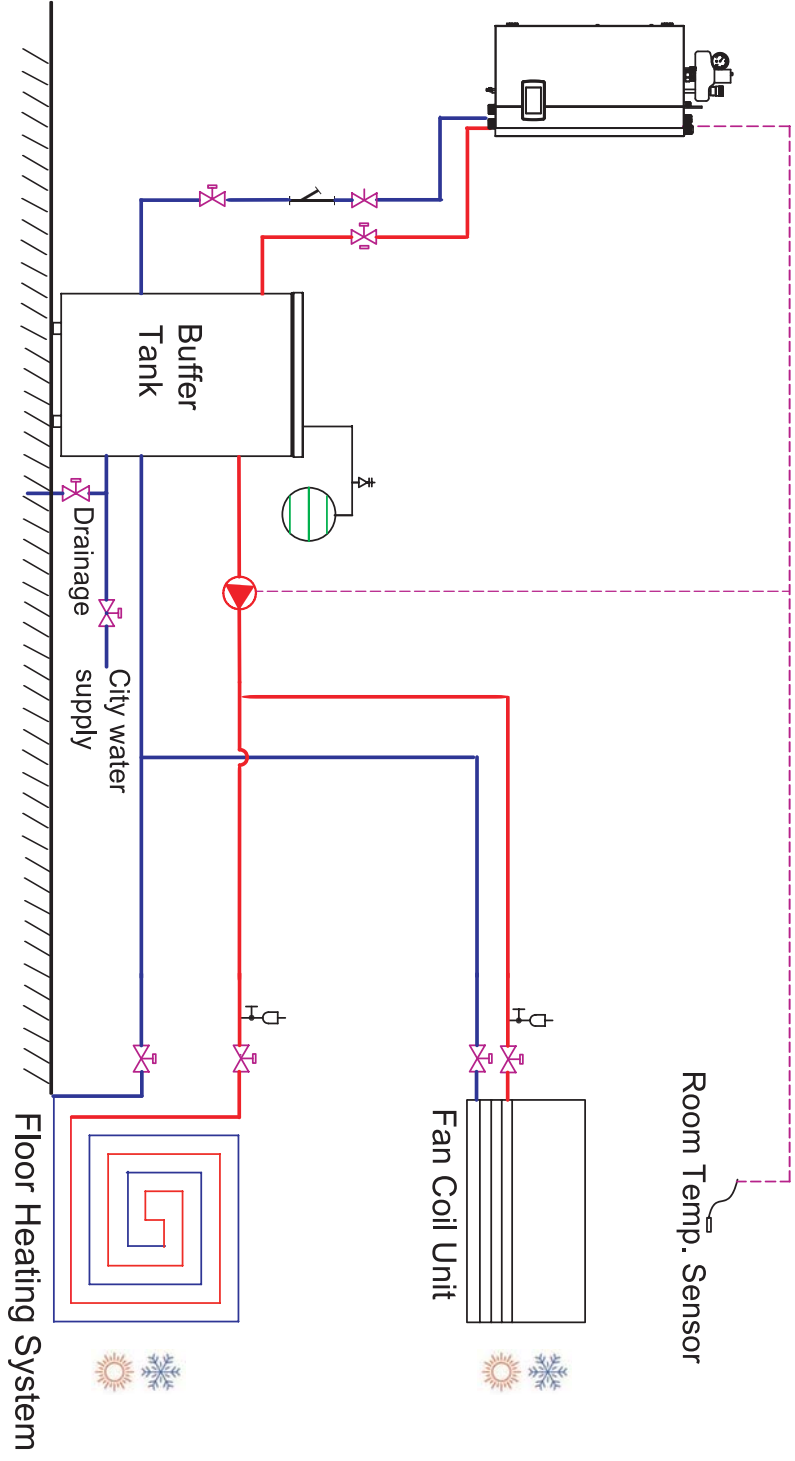 Buffer
Tank
Drainage
City water
supply
Room Temp. Sensor
Fan Coil Unit
Floor Heating System